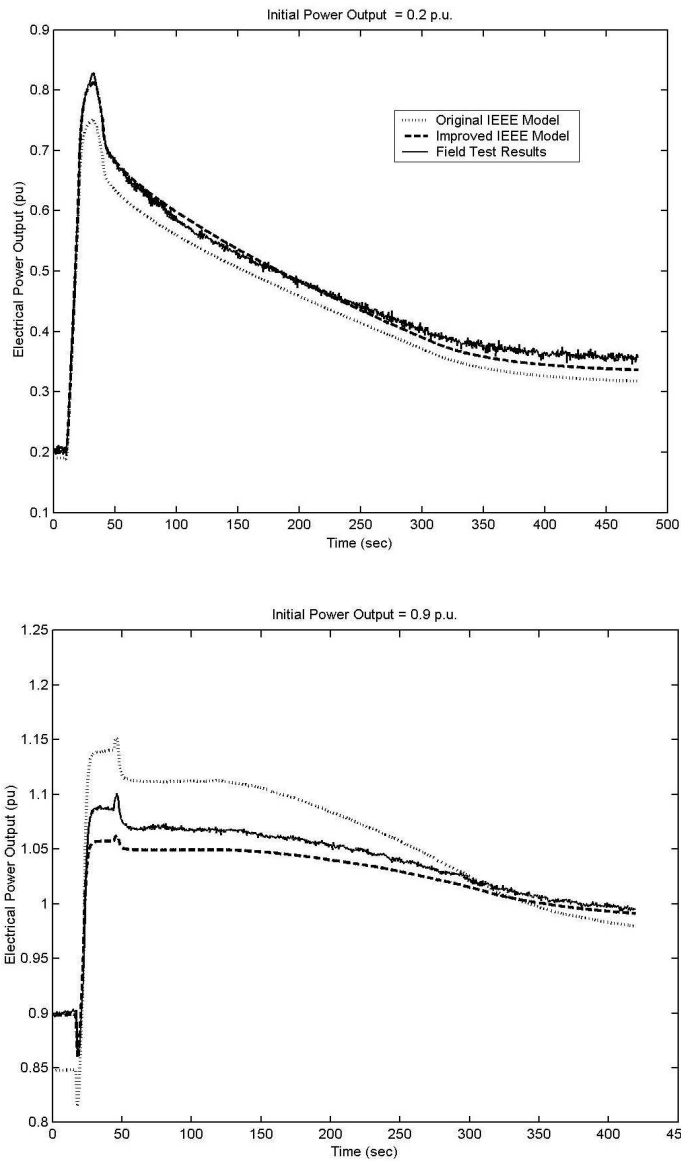 Initial Power Output = 0.2 p.u.
0.9
0.8
0.7
0.6
0.5
0.4
0.3
0.2
0.1
Electrical Power Output (pu)
Original IEEE Model
Improved IEEE Model
Field Test Results
0 50 100 150 200 250 300 350 400 450 500
Time (sec)
Initial Power Output = 0.9 p.u.
1.25
1.2
1.15
1.1
1.05
1
0.95
0.9
0.85
0.8
Electrical Power Output (pu)
0 50 100 150 200 250 300 350 400 45
Time (sec)